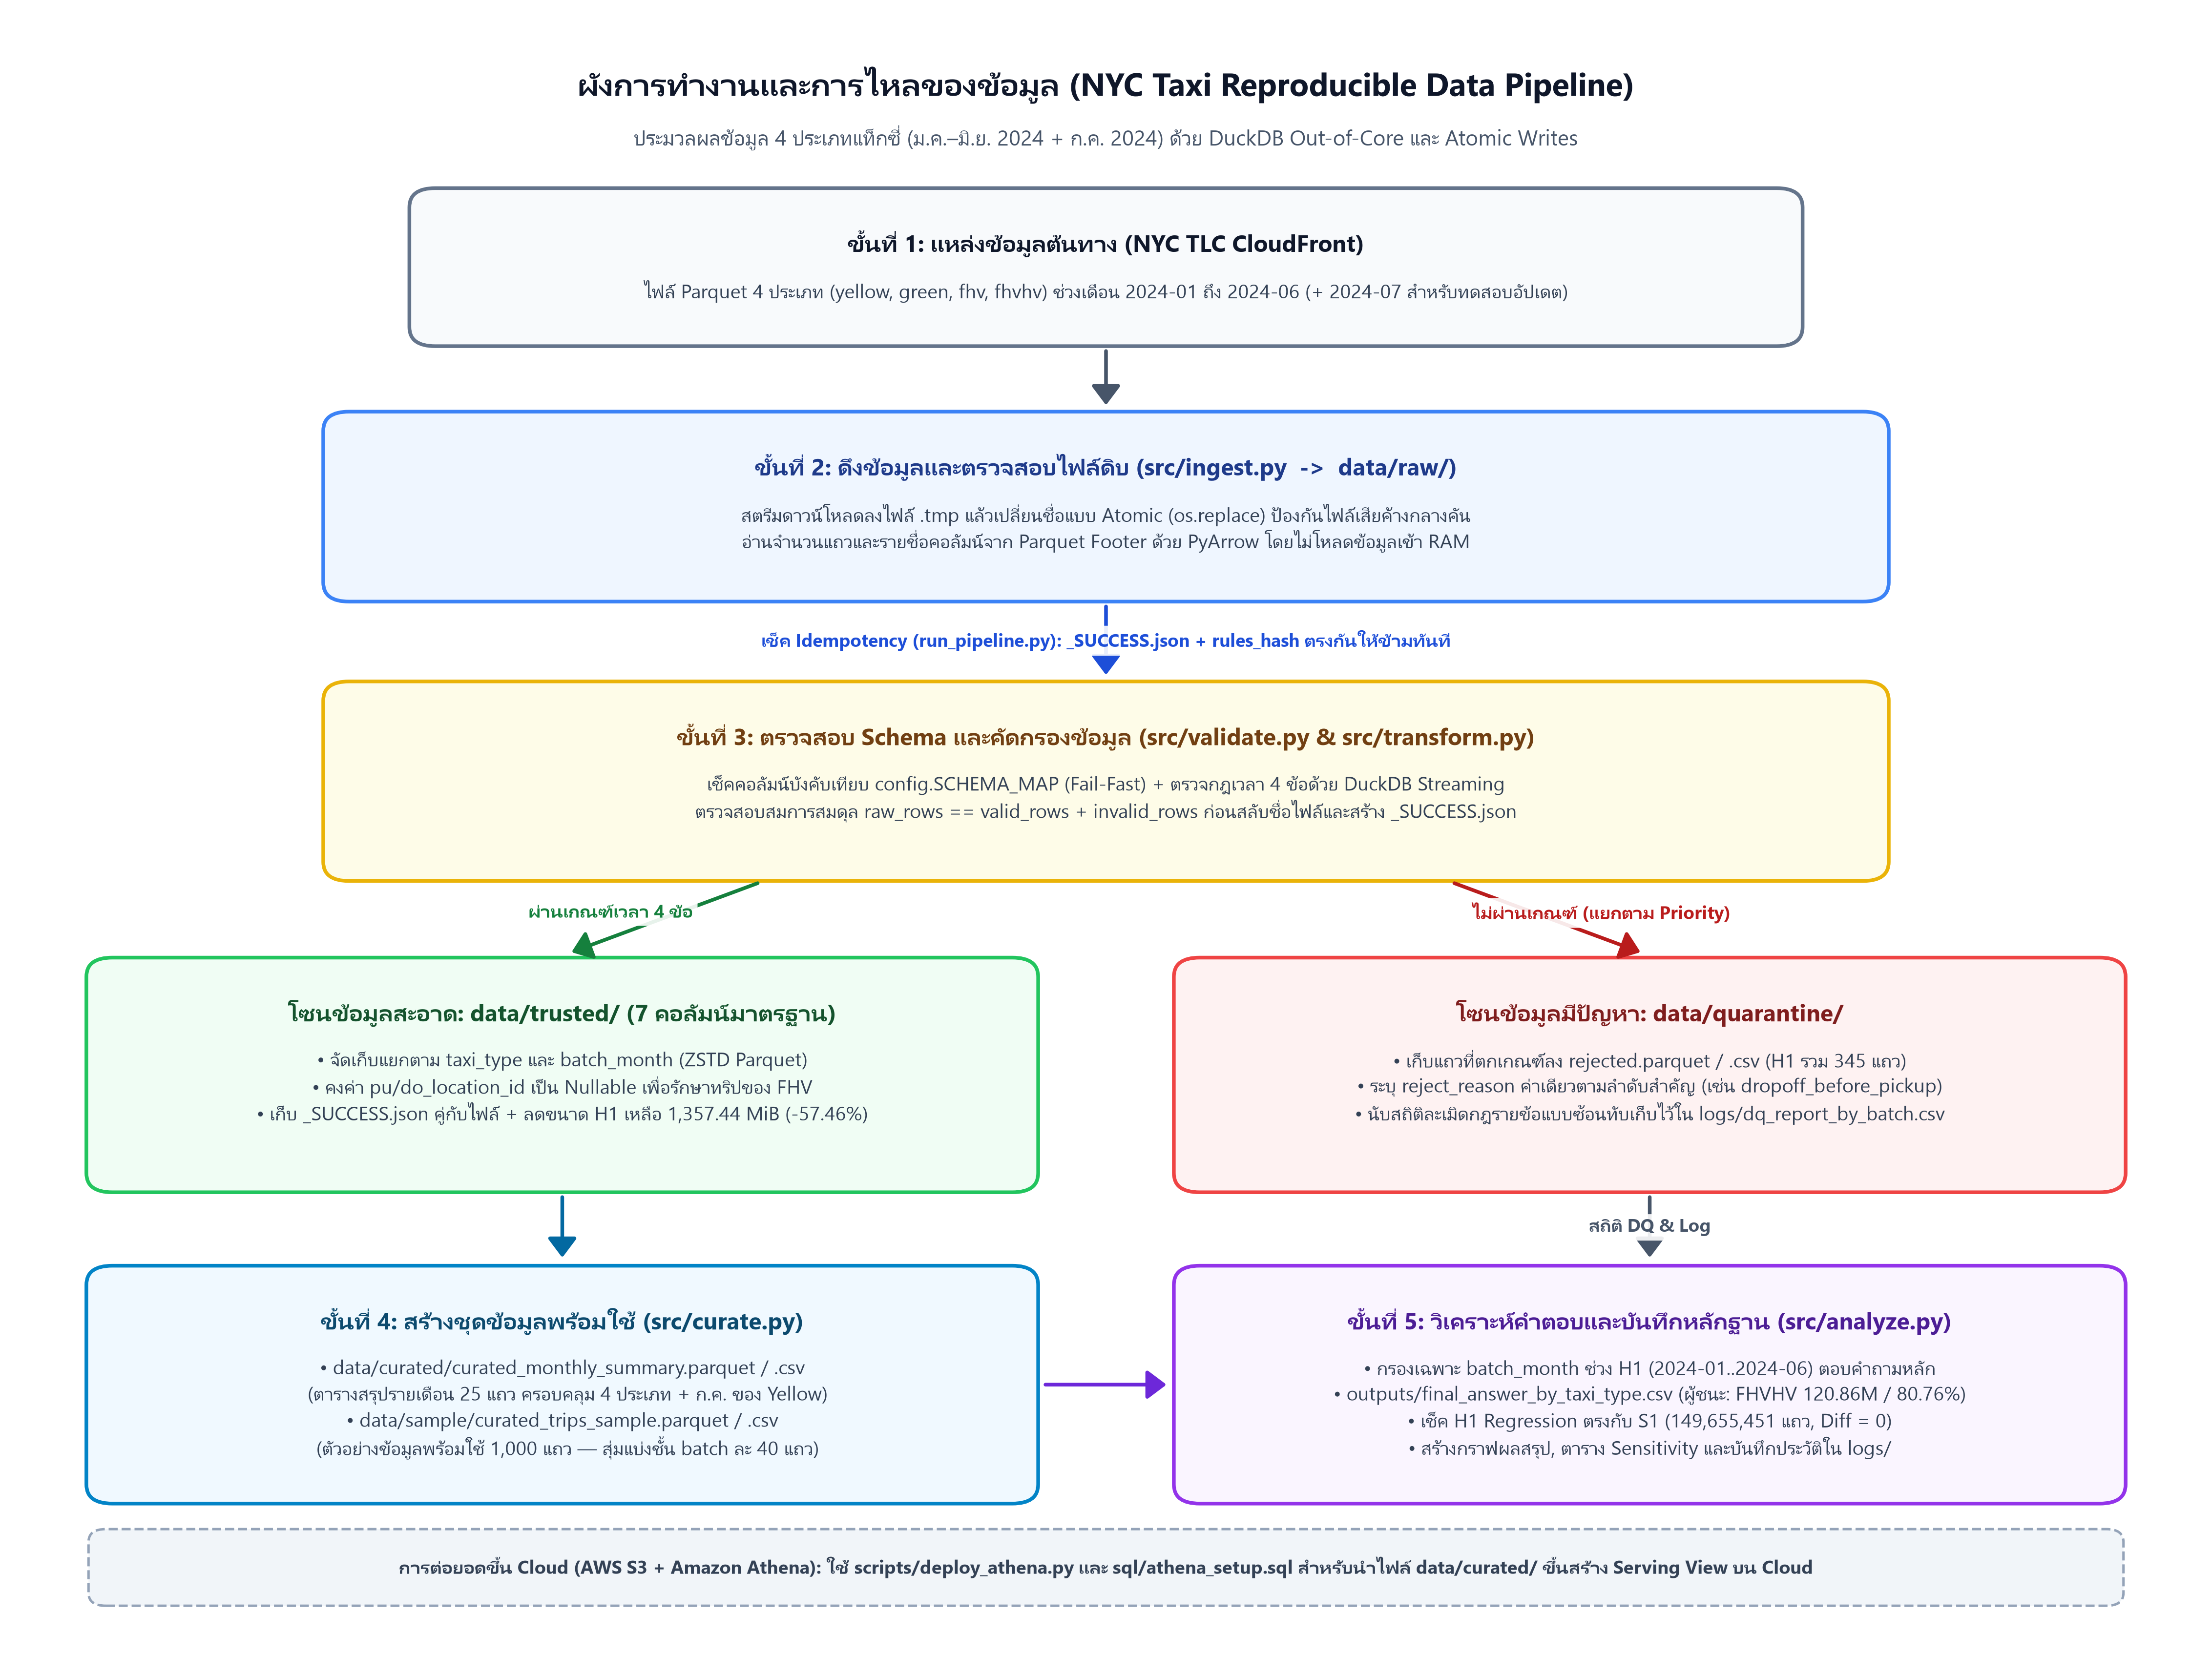 ผังการทำงานและการไหลของข้อมูล (NYC Taxi Reproducible Data Pipeline)
ประมวลผลข้อมูล 4 ประเภทแท็กซี่ (ม.ค.–มิ.ย. 2024 + ก.ค. 2024) ด้วย DuckDB Out-of-Core และ Atomic Writes
ขั้นที่ 1: แหล่งข้อมูลต้นทาง (NYC TLC CloudFront)
ไฟล์ Parquet 4 ประเภท (yellow, green, fhv, fhvhv) ช่วงเดือน 2024-01 ถึง 2024-06 (+ 2024-07 สำหรับทดสอบอัปเดต)
ขั้นที่ 2: ดึงข้อมูลและตรวจสอบไฟล์ดิบ (src/ingest.py -> data/raw/)
สตรีมดาวน์โหลดลงไฟล์ .tmp แล้วเปลี่ยนชื่อแบบ Atomic (os.replace) ป้องกันไฟล์เสียค้างกลางคัน
อ่านจำนวนแถวและรายชื่อคอลัมน์จาก Parquet Footer ด้วย PyArrow โดยไม่โหลดข้อมูลเข้า RAM
เช็ค Idempotency (run_pipeline.py): _SUCCESS.json + rules_hash ตรงกันให้ข้ามทันที
ขั้นที่ 3: ตรวจสอบ Schema และคัดกรองข้อมูล (src/validate.py & src/transform.py)
เช็คคอลัมน์บังคับเทียบ config.SCHEMA_MAP (Fail-Fast) + ตรวจกฎเวลา 4 ข้อด้วย DuckDB Streaming
ตรวจสอบสมการสมดุล raw_rows == valid_rows + invalid_rows ก่อนสลับชื่อไฟล์และสร้าง _SUCCESS.json
ผ่านเกณฑ์เวลา 4 ข้อ
ไม่ผ่านเกณฑ์ (แยกตาม Priority)
โซนข้อมูลสะอาด: data/trusted/ (7 คอลัมน์มาตรฐาน)
• จัดเก็บแยกตาม taxi_type และ batch_month (ZSTD Parquet)
• คงค่า pu/do_location_id เป็น Nullable เพื่อรักษาทริปของ FHV
• เก็บ _SUCCESS.json คู่กับไฟล์ + ลดขนาด H1 เหลือ 1,357.44 MiB (-57.46%)
โซนข้อมูลมีปัญหา: data/quarantine/
• เก็บแถวที่ตกเกณฑ์ลง rejected.parquet / .csv (H1 รวม 345 แถว)
• ระบุ reject_reason ค่าเดียวตามลำดับสำคัญ (เช่น dropoff_before_pickup)
• นับสถิติละเมิดกฎรายข้อแบบซ้อนทับเก็บไว้ใน logs/dq_report_by_batch.csv
สถิติ DQ & Log
ขั้นที่ 4: สร้างชุดข้อมูลพร้อมใช้ (src/curate.py)
• data/curated/curated_monthly_summary.parquet / .csv
(ตารางสรุปรายเดือน 25 แถว ครอบคลุม 4 ประเภท + ก.ค. ของ Yellow)
• data/sample/curated_trips_sample.parquet / .csv
(ตัวอย่างข้อมูลพร้อมใช้ 1,000 แถว — สุ่มแบ่งชั้น batch ละ 40 แถว)
ขั้นที่ 5: วิเคราะห์คำตอบและบันทึกหลักฐาน (src/analyze.py)
• กรองเฉพาะ batch_month ช่วง H1 (2024-01..2024-06) ตอบคำถามหลัก
• outputs/final_answer_by_taxi_type.csv (ผู้ชนะ: FHVHV 120.86M / 80.76%)
• เช็ค H1 Regression ตรงกับ S1 (149,655,451 แถว, Diff = 0)
• สร้างกราฟผลสรุป, ตาราง Sensitivity และบันทึกประวัติใน logs/
การต่อยอดขึ้น Cloud (AWS S3 + Amazon Athena): ใช้ scripts/deploy_athena.py และ sql/athena_setup.sql สำหรับนำไฟล์ data/curated/ ขึ้นสร้าง Serving View บน Cloud